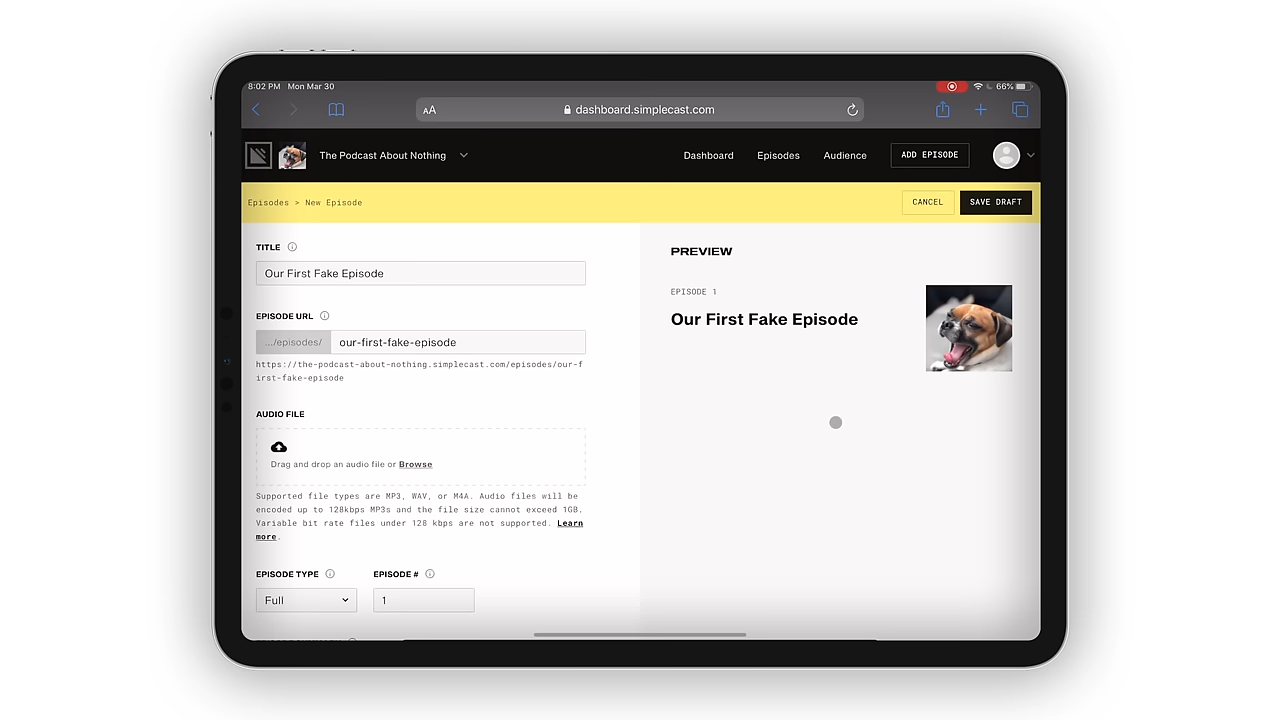 8:02 PM Mon Mar 30
66%
AA
dashboard.simplecast.com
The Podcast About Nothing
Dashboard
Episodes
Audience
ADD EPISODE
Episodes > New Episode
CANCEL
SAVE DRAFT
TITLE
Our First Fake Episode
EPISODE URL
.../episodes/
our-first-fake-episode
https://the-podcast-about-nothing.simplecast.com/episodes/our-f
irst-fake-episode
AUDIO FILE
Drag and drop an audio file or Browse
Supported file types are MP3, WAV, or M4A. Audio files will be
encoded up to 128kbps MP3s and the file size cannot exceed 1GB.
Variable bit rate files under 128 kbps are not supported. Learn
more.
EPISODE TYPE
EPISODE #
Full
1
PREVIEW
EPISODE 1
Our First Fake Episode